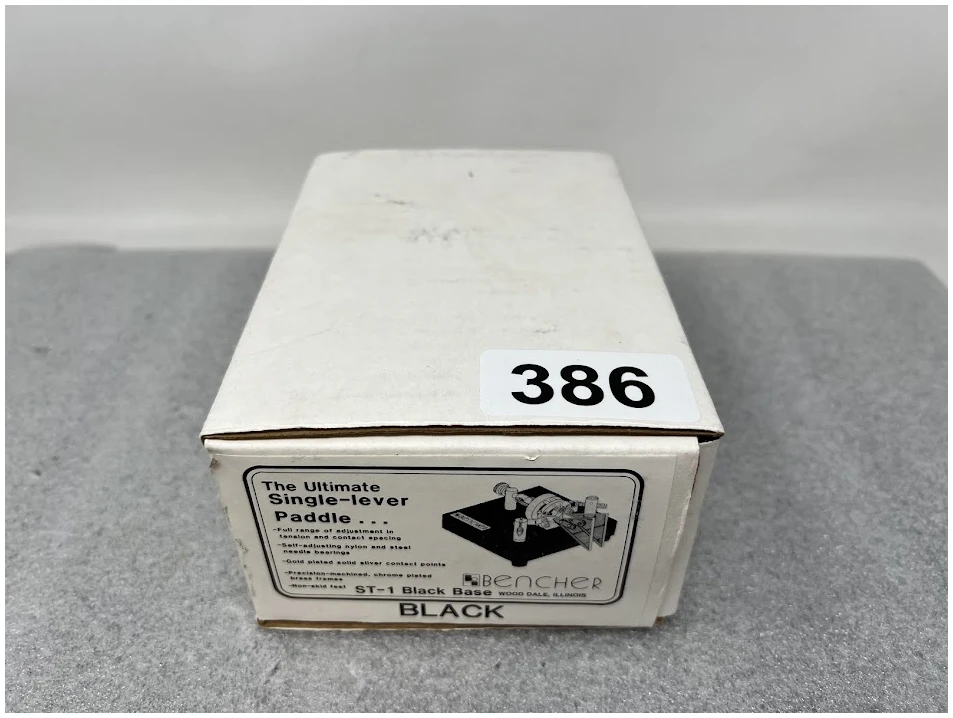 386
The Ultimate
Single-lever
Paddle . . .
-Full range of adjustment in
tension and contact spacing
-Self-adjusting nylon and steel
needle bearings
-Gold plated solid silver contact points
-Precision-machined, chrome plated
brass frames
-Non-skid feet
ST-1 Black Base
BENCHER
BENCHER
WOOD DALE, ILLINOIS
BLACK